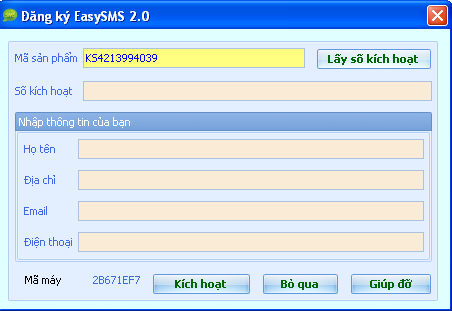 Đăng ký EasySMS 2.0
Mã sản phẩm KS4213994039 Lấy số kích hoạt
Số kích hoạt
Nhập thông tin của bạn
Họ tên
Địa chỉ
Email
Điện thoại
Mã máy 2B671EF7 Kích hoạt Bỏ qua Giúp đỡ